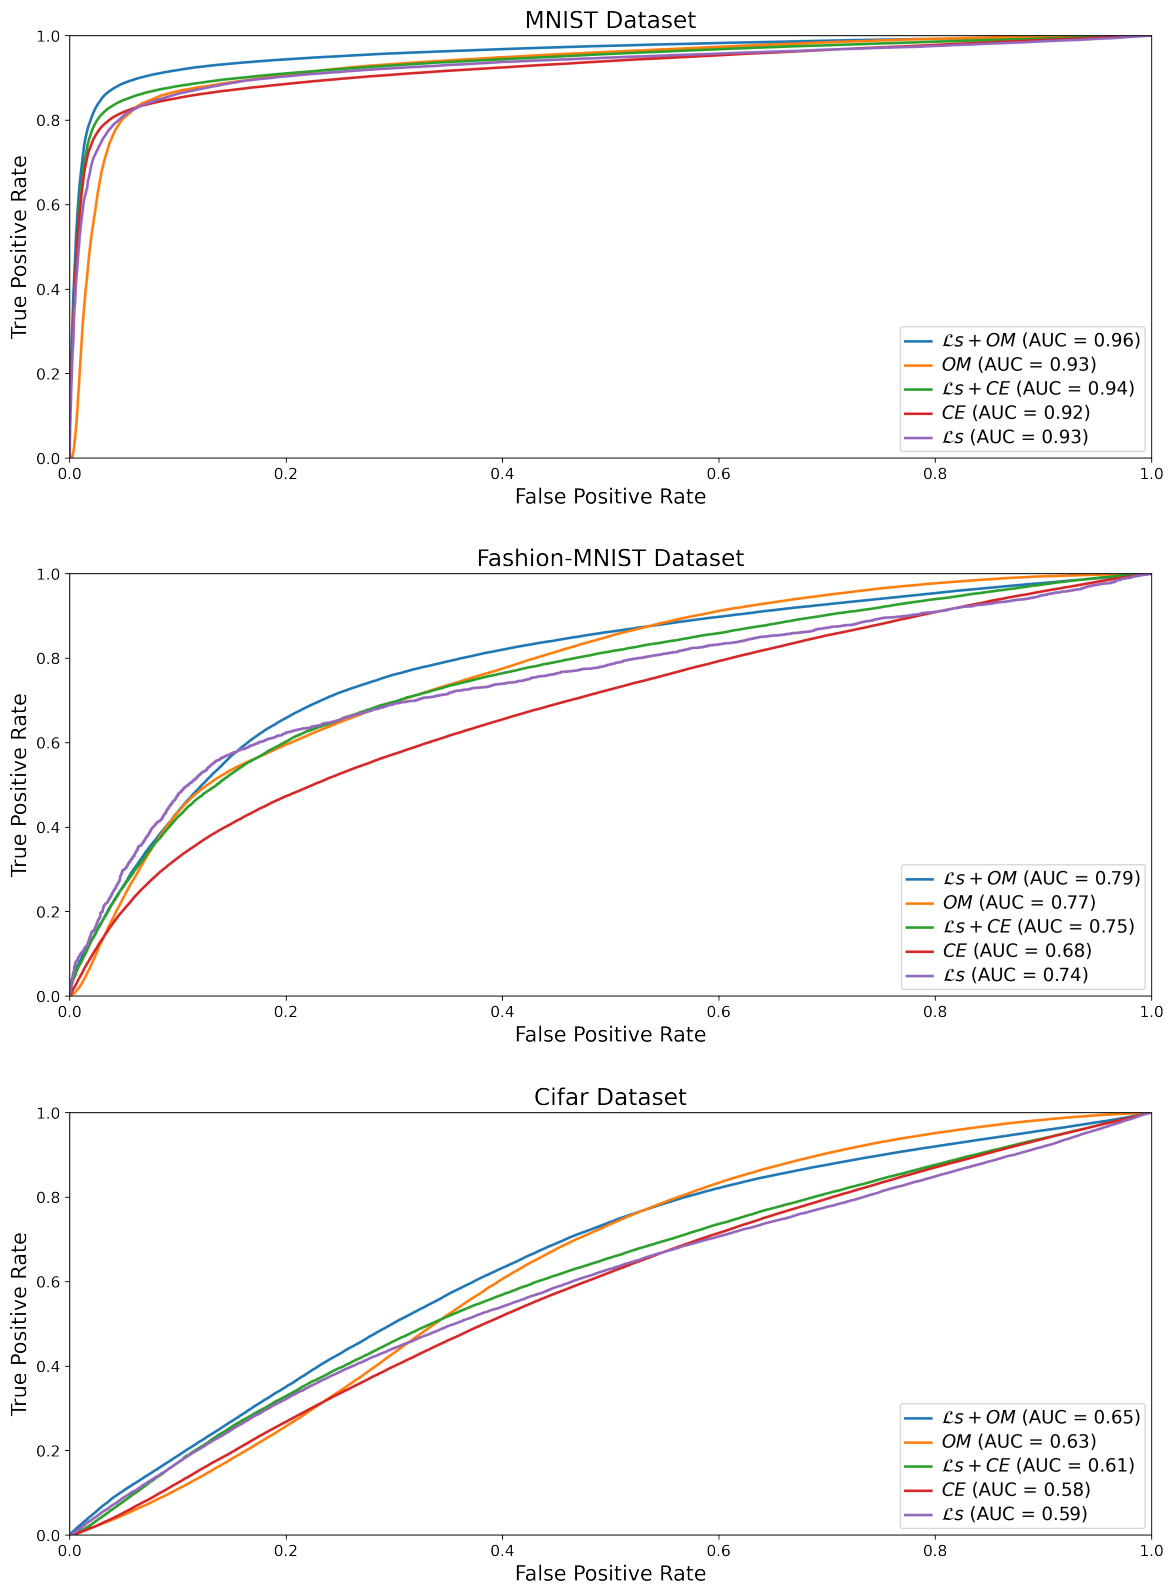 MNIST Dataset
1.0
0.8
0.6
0.4
0.2
0.0
True Positive Rate
ℒs + OM (AUC = 0.96)
OM (AUC = 0.93)
ℒs + CE (AUC = 0.94)
CE (AUC = 0.92)
ℒs (AUC = 0.93)
0.0 0.2 0.4 0.6 0.8 1.0
False Positive Rate
Fashion-MNIST Dataset
1.0
0.8
0.6
0.4
0.2
0.0
True Positive Rate
ℒs + OM (AUC = 0.79)
OM (AUC = 0.77)
ℒs + CE (AUC = 0.75)
CE (AUC = 0.68)
ℒs (AUC = 0.74)
0.0 0.2 0.4 0.6 0.8 1.0
False Positive Rate
Cifar Dataset
1.0
0.8
0.6
0.4
0.2
0.0
True Positive Rate
ℒs + OM (AUC = 0.65)
OM (AUC = 0.63)
ℒs + CE (AUC = 0.61)
CE (AUC = 0.58)
ℒs (AUC = 0.59)
0.0 0.2 0.4 0.6 0.8 1.0
False Positive Rate